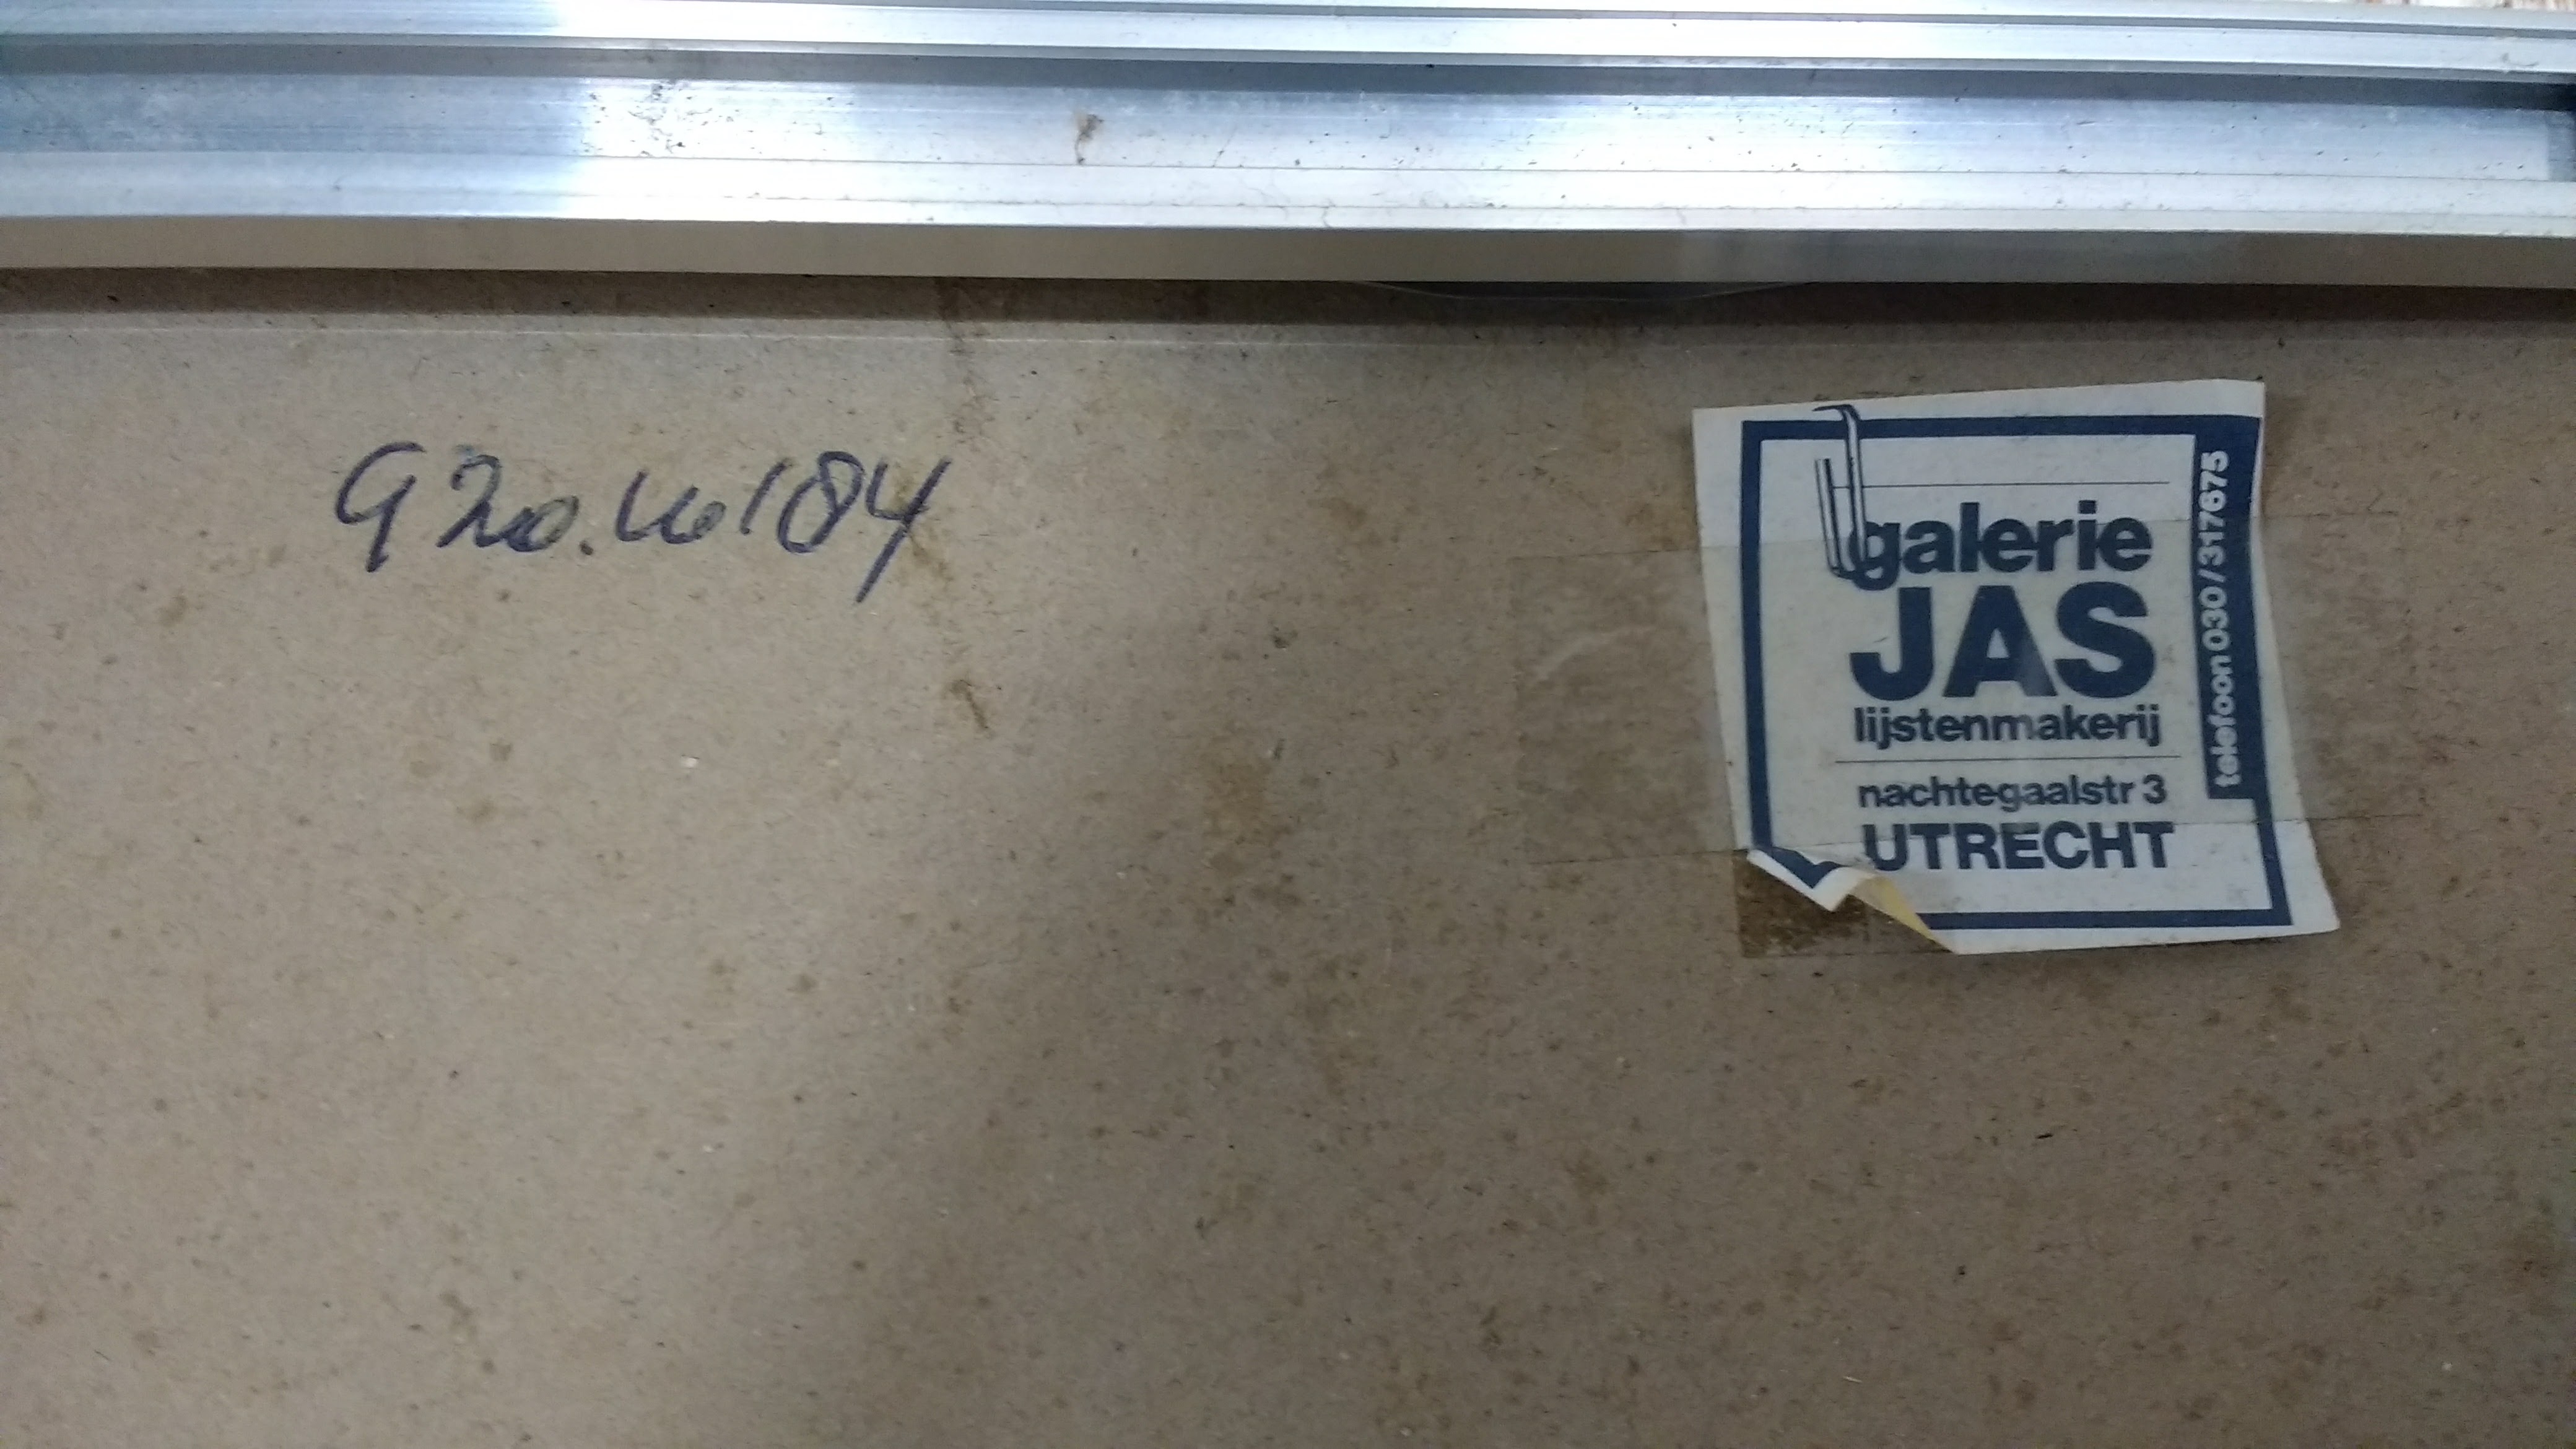 galerie
JAS
lijstenmakerij
nachtegaalstr 3
UTRECHT
telefoon 030/317675